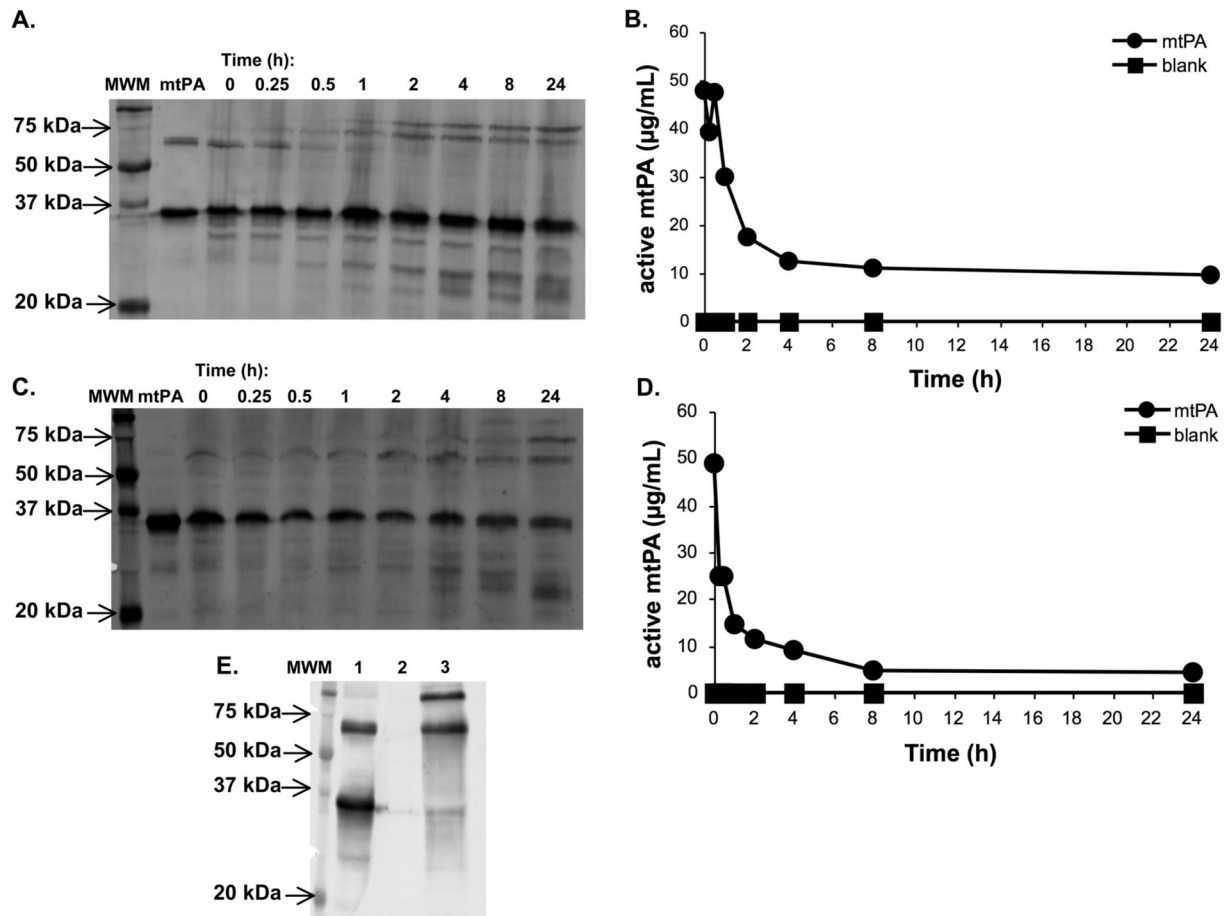 A.
Time (h):
MWM mtPA 0 0.25 0.5 1 2 4 8 24
75 kDa
50 kDa
37 kDa
20 kDa
B.
mtPA
blank
60
50
40
30
20
10
0
active mtPA (µg/mL)
0 2 4 6 8 10 12 14 16 18 20 22 24
Time (h)
C.
Time (h):
MWM mtPA 0 0.25 0.5 1 2 4 8 24
75 kDa
50 kDa
37 kDa
20 kDa
D.
mtPA
blank
60
50
40
30
20
10
0
active mtPA (µg/mL)
0 2 4 6 8 10 12 14 16 18 20 22 24
Time (h)
E.
MWM 1 2 3
75 kDa
50 kDa
37 kDa
20 kDa